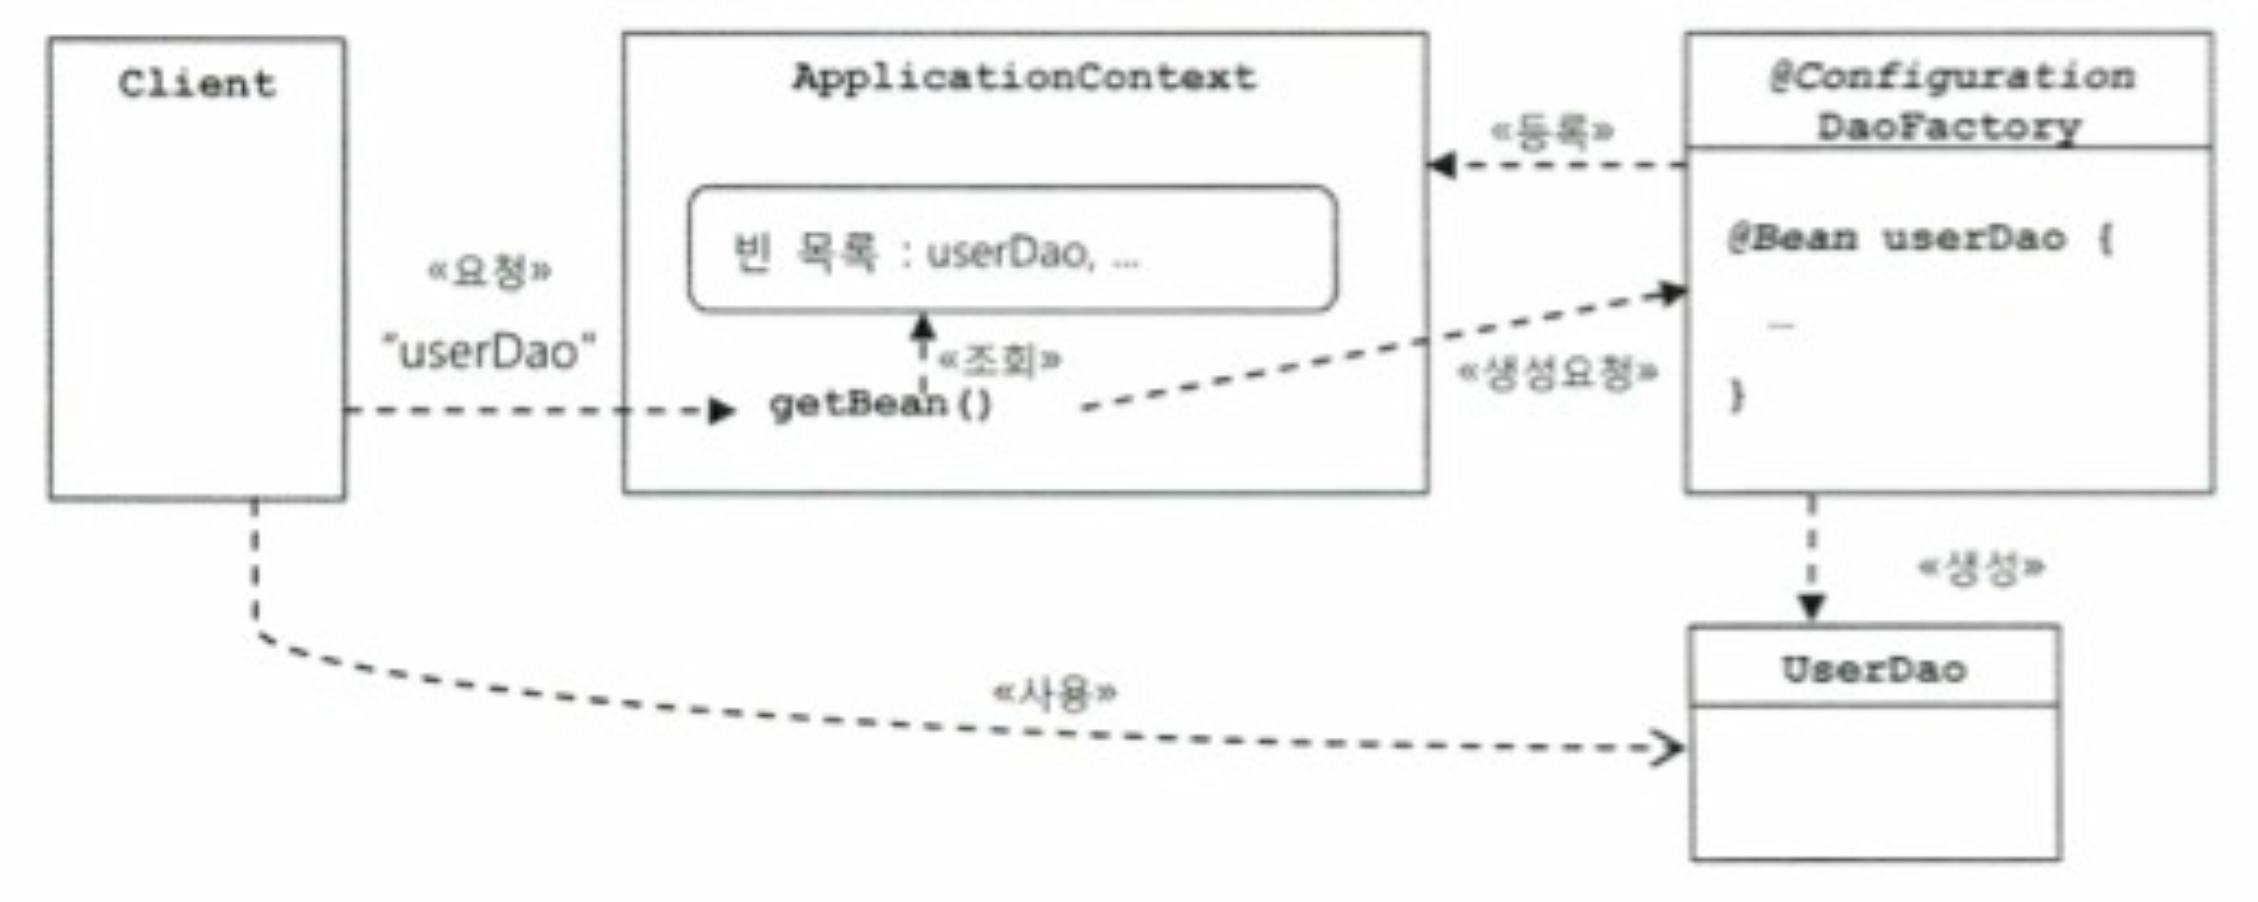 Client
«요청»
"userDao"
ApplicationContext
빈 목록 : userDao, ...
«조회»
getBean()
«등록»
«생성요청»
@Configuration
DaoFactory
@Bean userDao {
...
}
«생성»
UserDao
«사용»